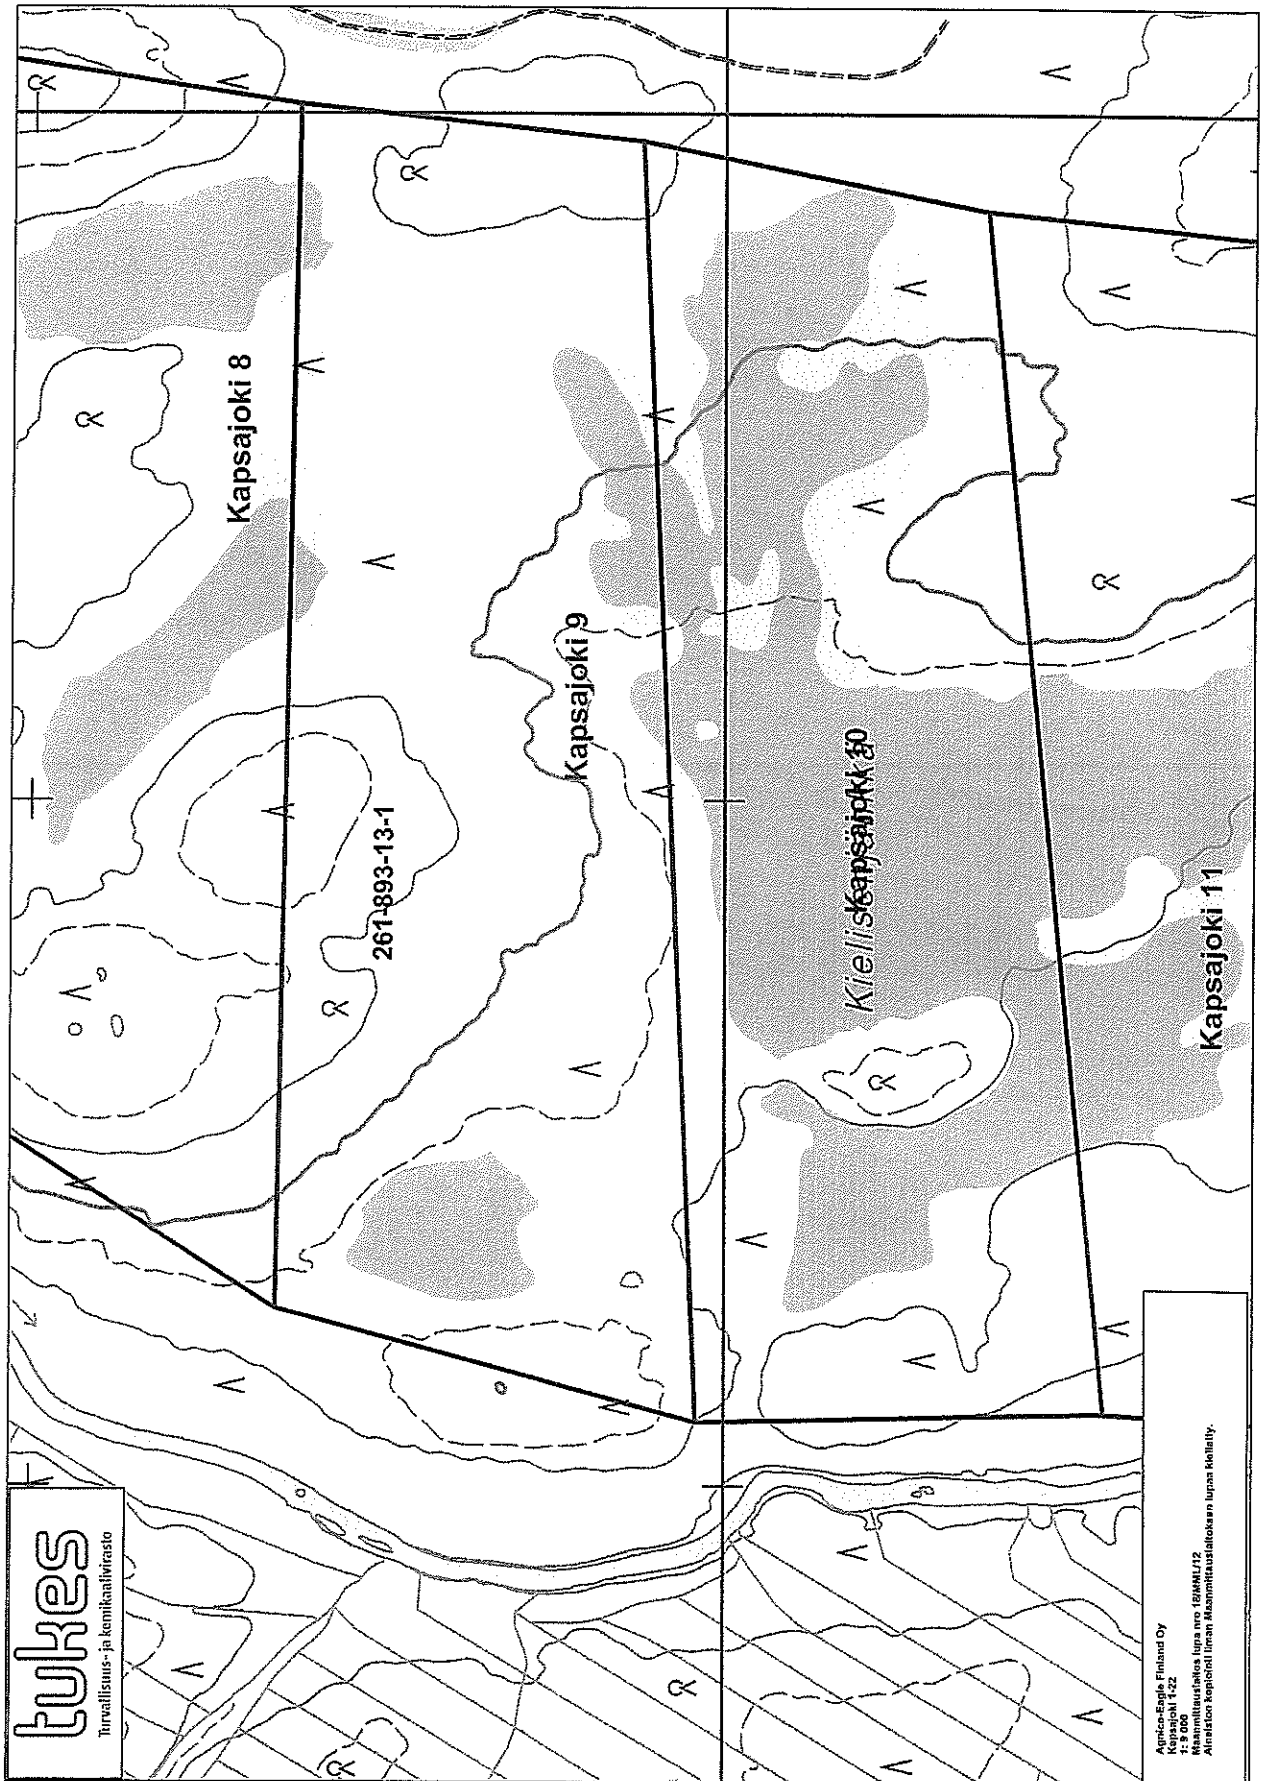 tukes
Turvallisuus- ja kemikaalivirasto
Kapsajoki 8
261-893-13-1
Kapsajoki 9
Kapsajoki 10
Kapsajoki 11
Agnico-Eagle Finland Oy
Kapsajoki 1-22
1: 9 000
Maanmittauslaitos lupa nro 18/MML/12
Aineiston kopiointi ilman Maanmittauslaitoksen lupaa kielletty.